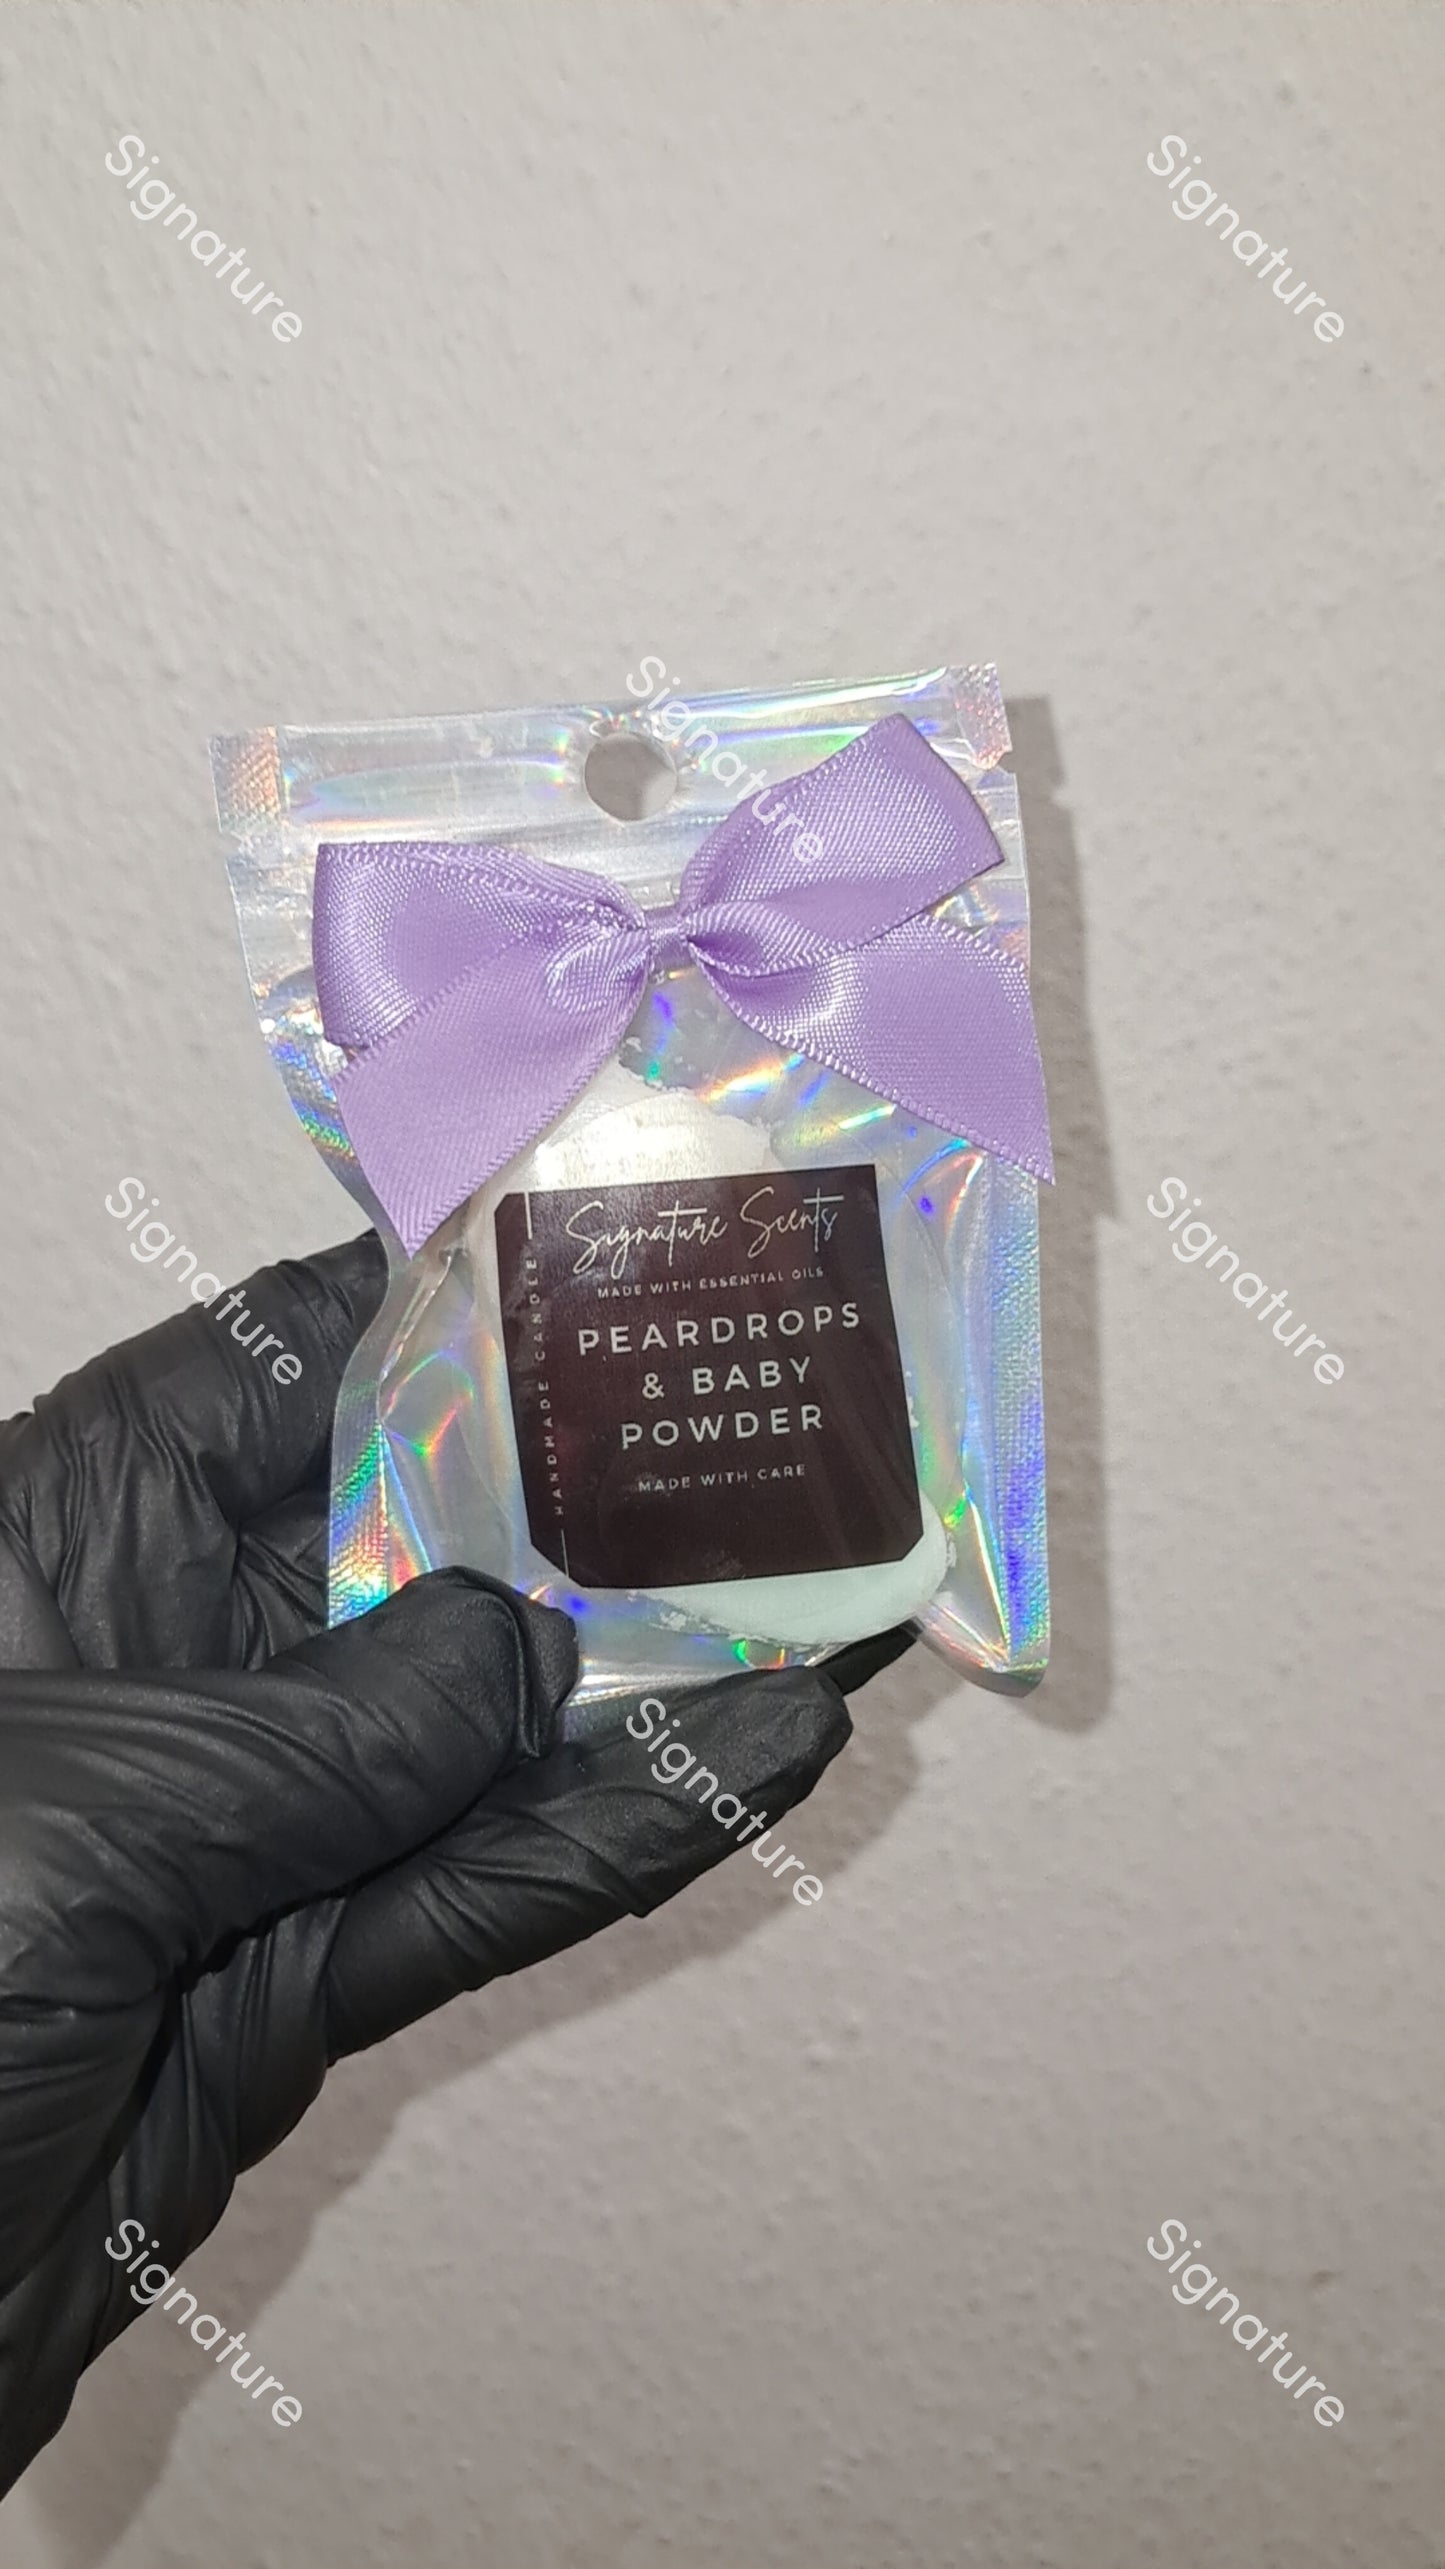 Signature
Signature
Signature
Signature Scents
MADE WITH ESSENTIAL OILS
PEARDROPS
& BABY
POWDER
MADE WITH CARE
HANDMADE CANDLE
Signature
Signature
Signature
Signature
Signature